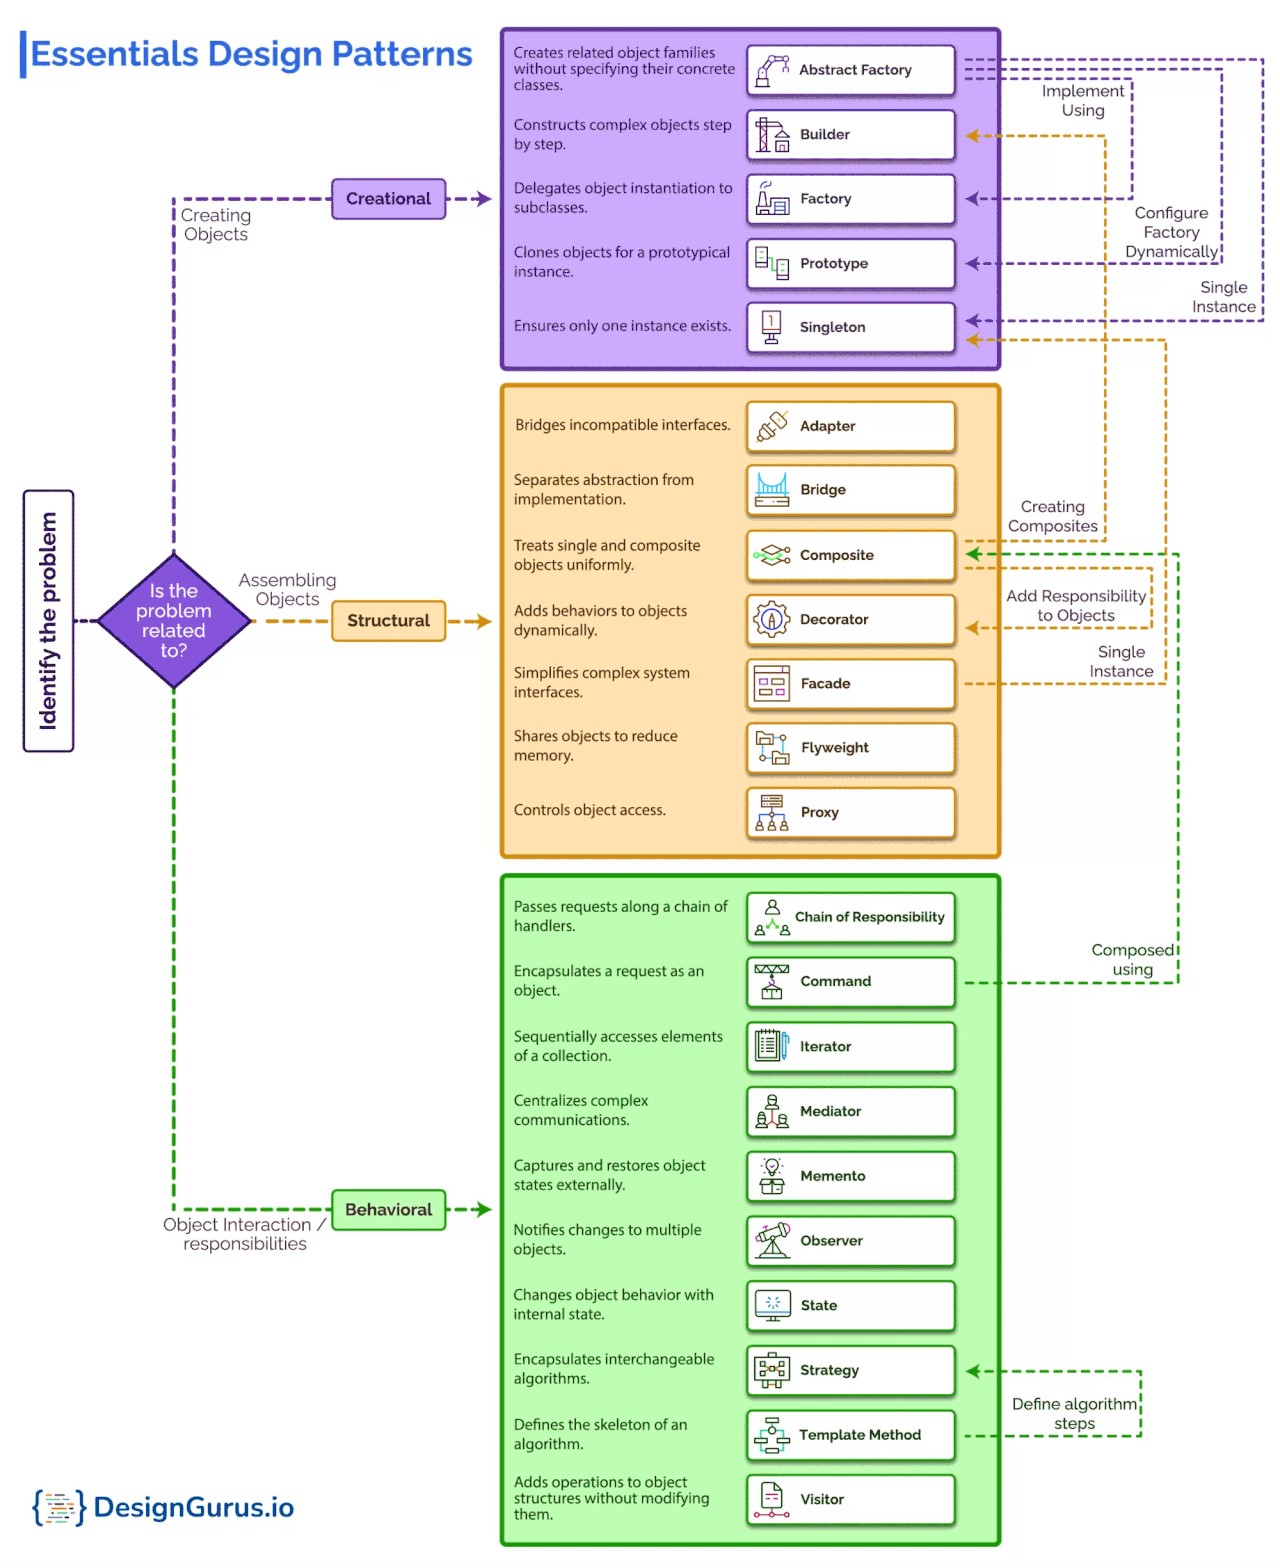 Essentials Design Patterns
Identify the problem
Is the
problem
related
to?
Creating
Objects
Creational
Assembling
Objects
Structural
Object Interaction /
responsibilities
Behavioral
Creates related object families
without specifying their concrete
classes.
Abstract Factory
Constructs complex objects step
by step.
Builder
Delegates object instantiation to
subclasses.
Factory
Clones objects for a prototypical
instance.
Prototype
Ensures only one instance exists.
1
Singleton
Implement
Using
Configure
Factory
Dynamically
Single
Instance
Bridges incompatible interfaces.
Adapter
Separates abstraction from
implementation.
Bridge
Treats single and composite
objects uniformly.
Composite
Adds behaviors to objects
dynamically.
Decorator
Simplifies complex system
interfaces.
Facade
Shares objects to reduce
memory.
Flyweight
Controls object access.
Proxy
Creating
Composites
Add Responsibility
to Objects
Single
Instance
Passes requests along a chain of
handlers.
Chain of Responsibility
Encapsulates a request as an
object.
Command
Sequentially accesses elements
of a collection.
Iterator
Centralizes complex
communications.
Mediator
Captures and restores object
states externally.
Memento
Notifies changes to multiple
objects.
Observer
Changes object behavior with
internal state.
State
Encapsulates interchangeable
algorithms.
Strategy
Defines the skeleton of an
algorithm.
Template Method
Adds operations to object
structures without modifying
them.
Visitor
Composed
using
Define algorithm
steps
DesignGurus.io